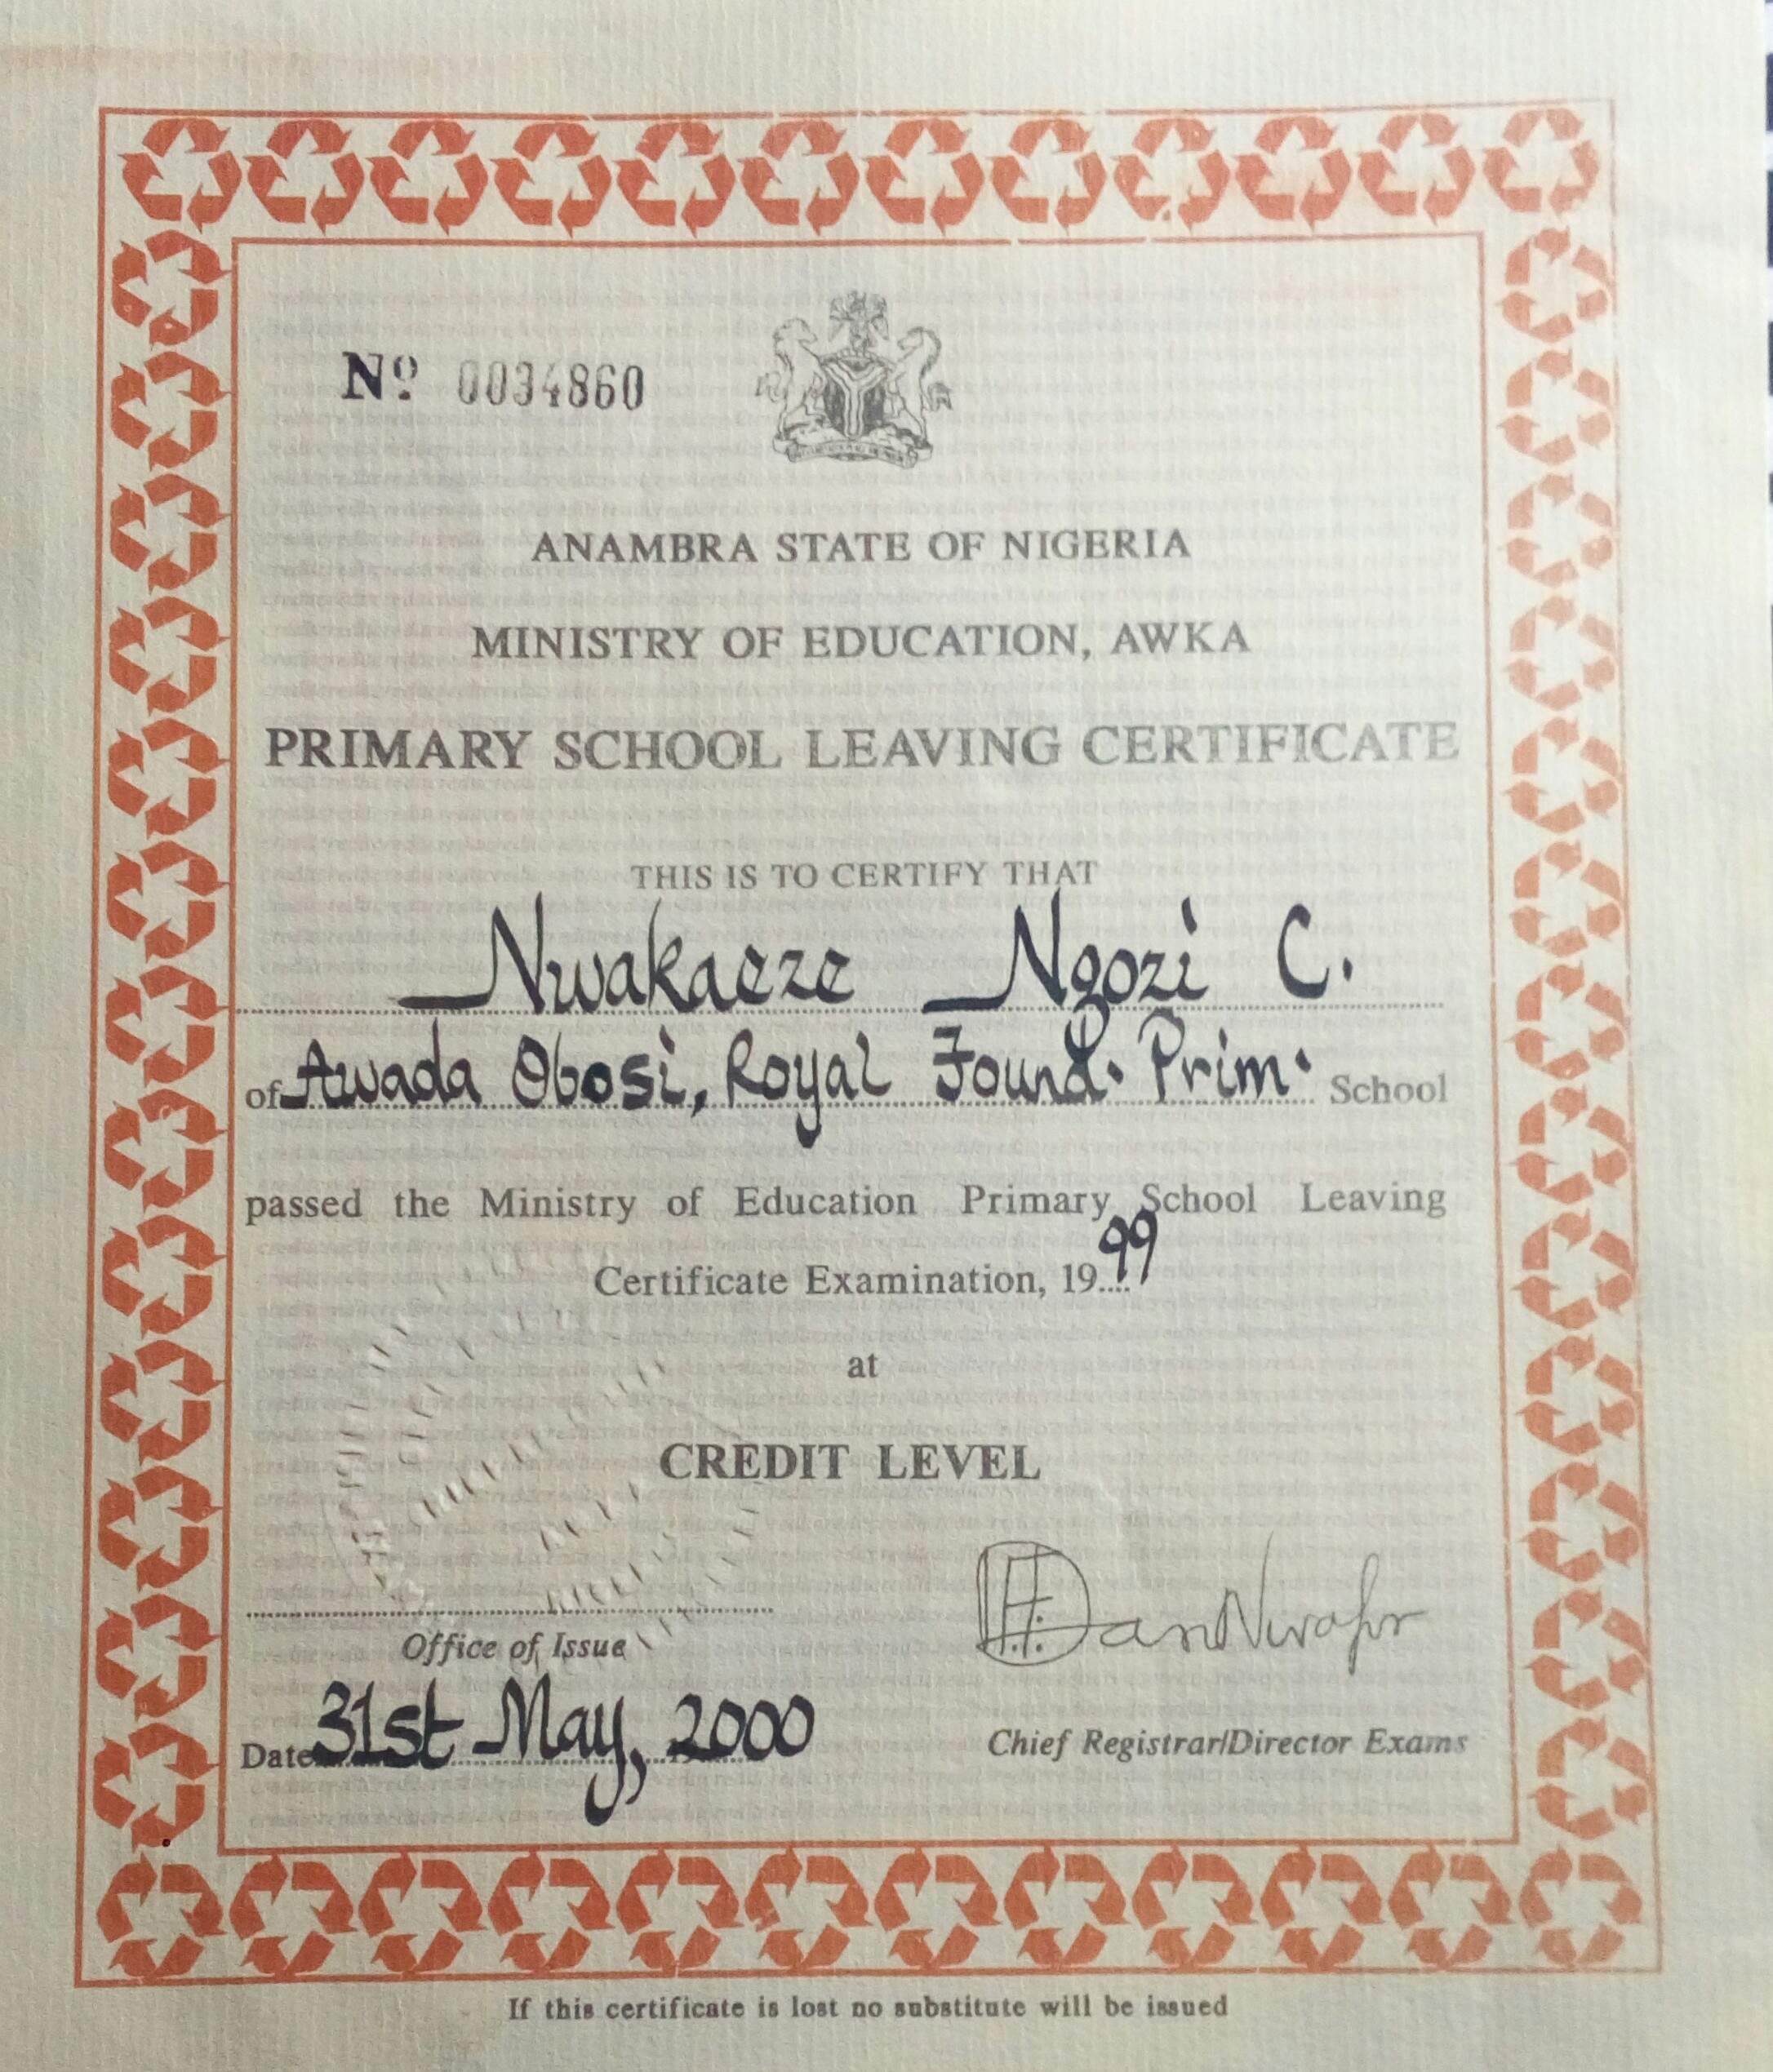 Nº 0034860
ANAMBRA STATE OF NIGERIA
MINISTRY OF EDUCATION, AWKA
PRIMARY SCHOOL LEAVING CERTIFICATE
THIS IS TO CERTIFY THAT
Nwakaeze Ngozi C.
of Awada Obosi, Royal Found. Prim. School
passed the Ministry of Education Primary School Leaving
Certificate Examination, 19 99
at
CREDIT LEVEL
Office of Issue
Date 31st May, 2000
Chief Registrar/Director Exams
If this certificate is lost no substitute will be issued